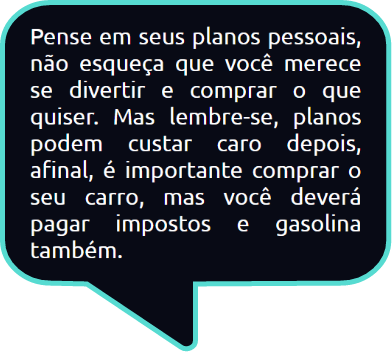 Pense em seus planos pessoais,
não esqueça que você merece
se divertir e comprar o que
quiser. Mas lembre-se, planos
podem custar caro depois,
afinal, é importante comprar o
seu carro, mas você deverá
pagar impostos e gasolina
também.